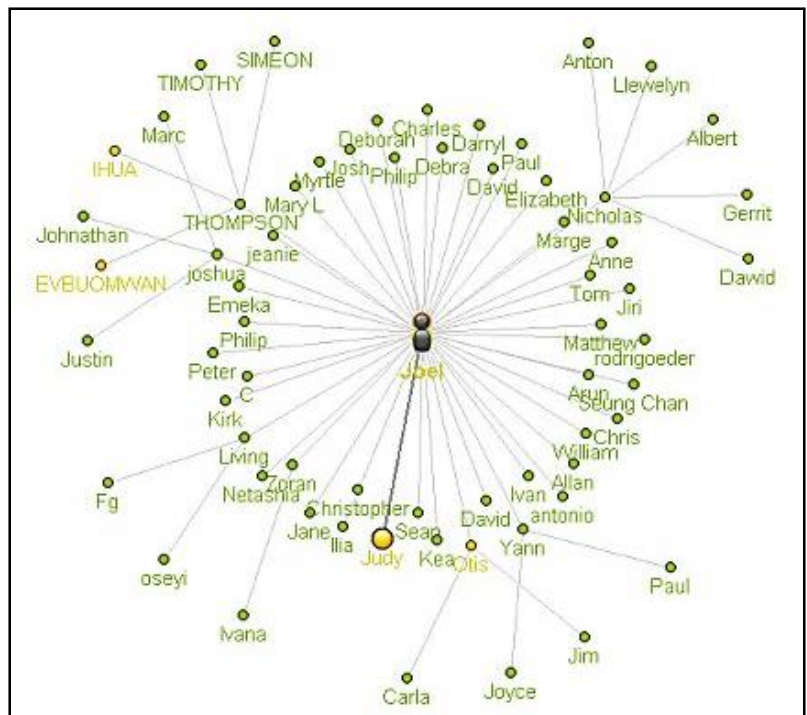 SIMEON
Anton
TIMOTHY
Llewelyn
Marc
Deborah
Charles
Darryl
Albert
IHUA
Josh
Philip
Debra
David
Paul
Myrtle
Mary L
Elizabeth
Nicholas
Gerrit
Johnathan
THOMPSON
Marge
jeanie
Anne
Dawid
EVBUOMWAN
joshua
Emeka
Tom
Jiri
Philip
Matthew
Justin
rodrigoeder
Peter
C
Joel
Arun
Seung Chan
Kirk
Chris
Living
William
Netashia
Zoran
Allan
Fg
Ivan
antonio
Christopher
David
Jane
Ilia
Sean
Judy
Kea
Otis
Yann
oseyi
Paul
Ivana
Jim
Carla
Joyce